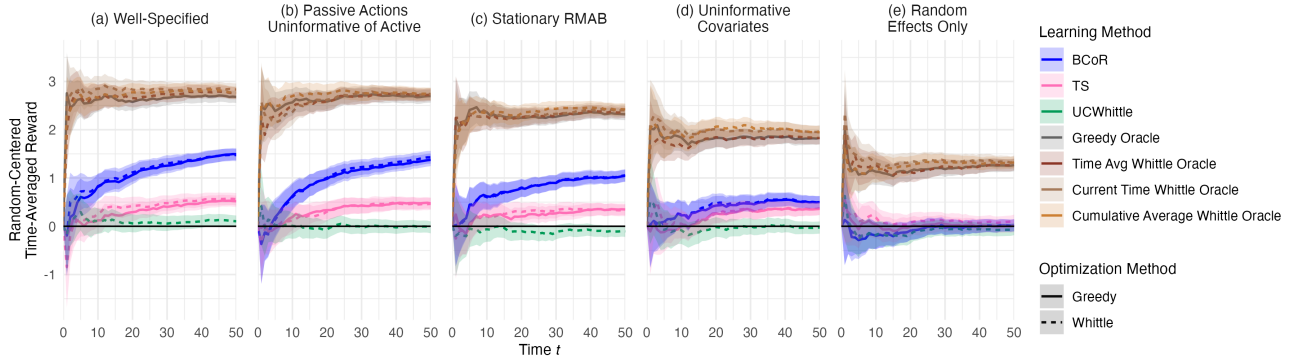 (a) Well-Specified
(b) Passive Actions
Uninformative of Active
(c) Stationary RMAB
(d) Uninformative
Covariates
(e) Random
Effects Only
Random-Centered
Time-Averaged Reward
3
2
1
0
-1
0 10 20 30 40 50
0 10 20 30 40 50
0 10 20 30 40 50
0 10 20 30 40 50
0 10 20 30 40 50
Time t
Learning Method
BCoR
TS
UCWhittle
Greedy Oracle
Time Avg Whittle Oracle
Current Time Whittle Oracle
Cumulative Average Whittle Oracle
Optimization Method
Greedy
Whittle